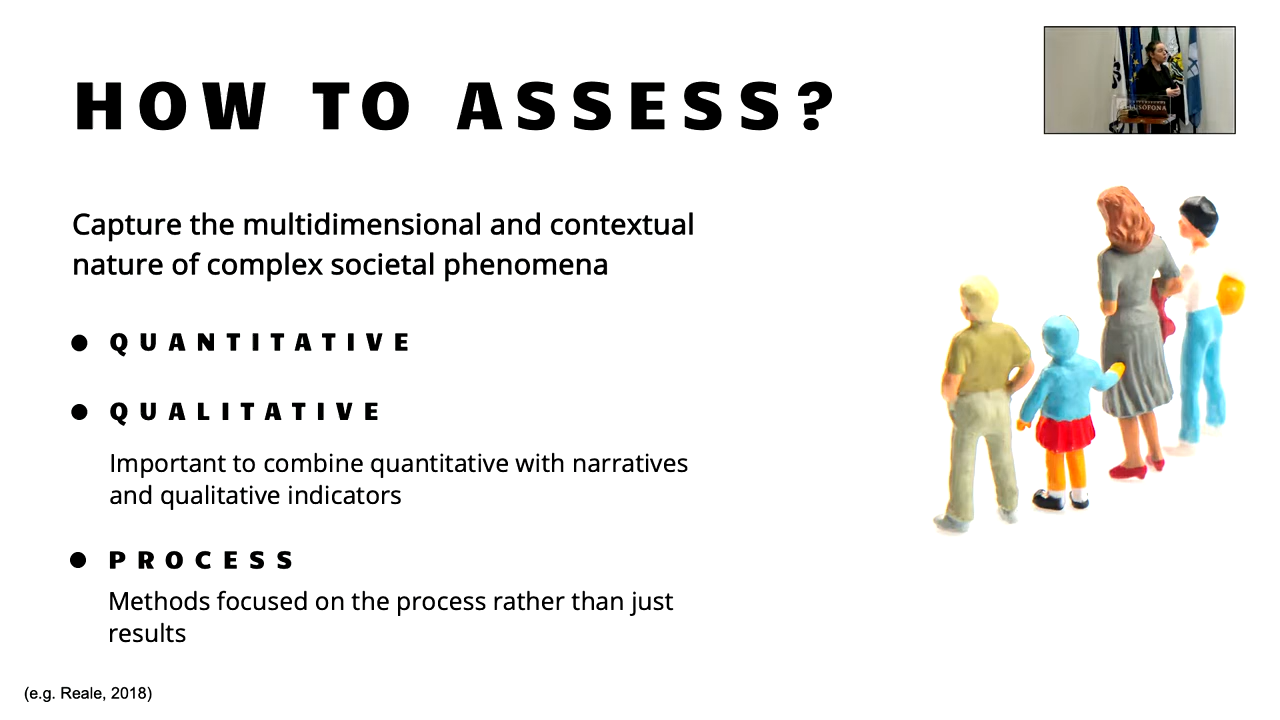 HOW TO ASSESS?
Capture the multidimensional and contextual
nature of complex societal phenomena
● QUANTITATIVE
● QUALITATIVE
Important to combine quantitative with narratives
and qualitative indicators
● PROCESS
Methods focused on the process rather than just
results
(e.g. Reale, 2018)